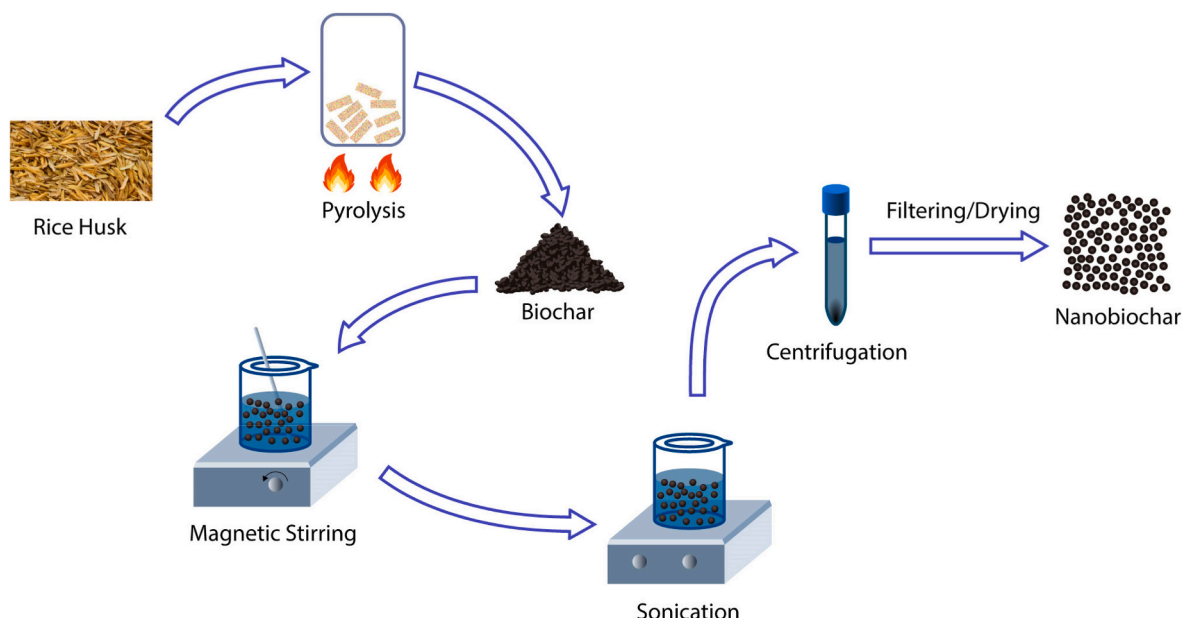 Rice Husk
Pyrolysis
Biochar
Magnetic Stirring
Sonication
Centrifugation
Filtering/Drying
Nanobiochar